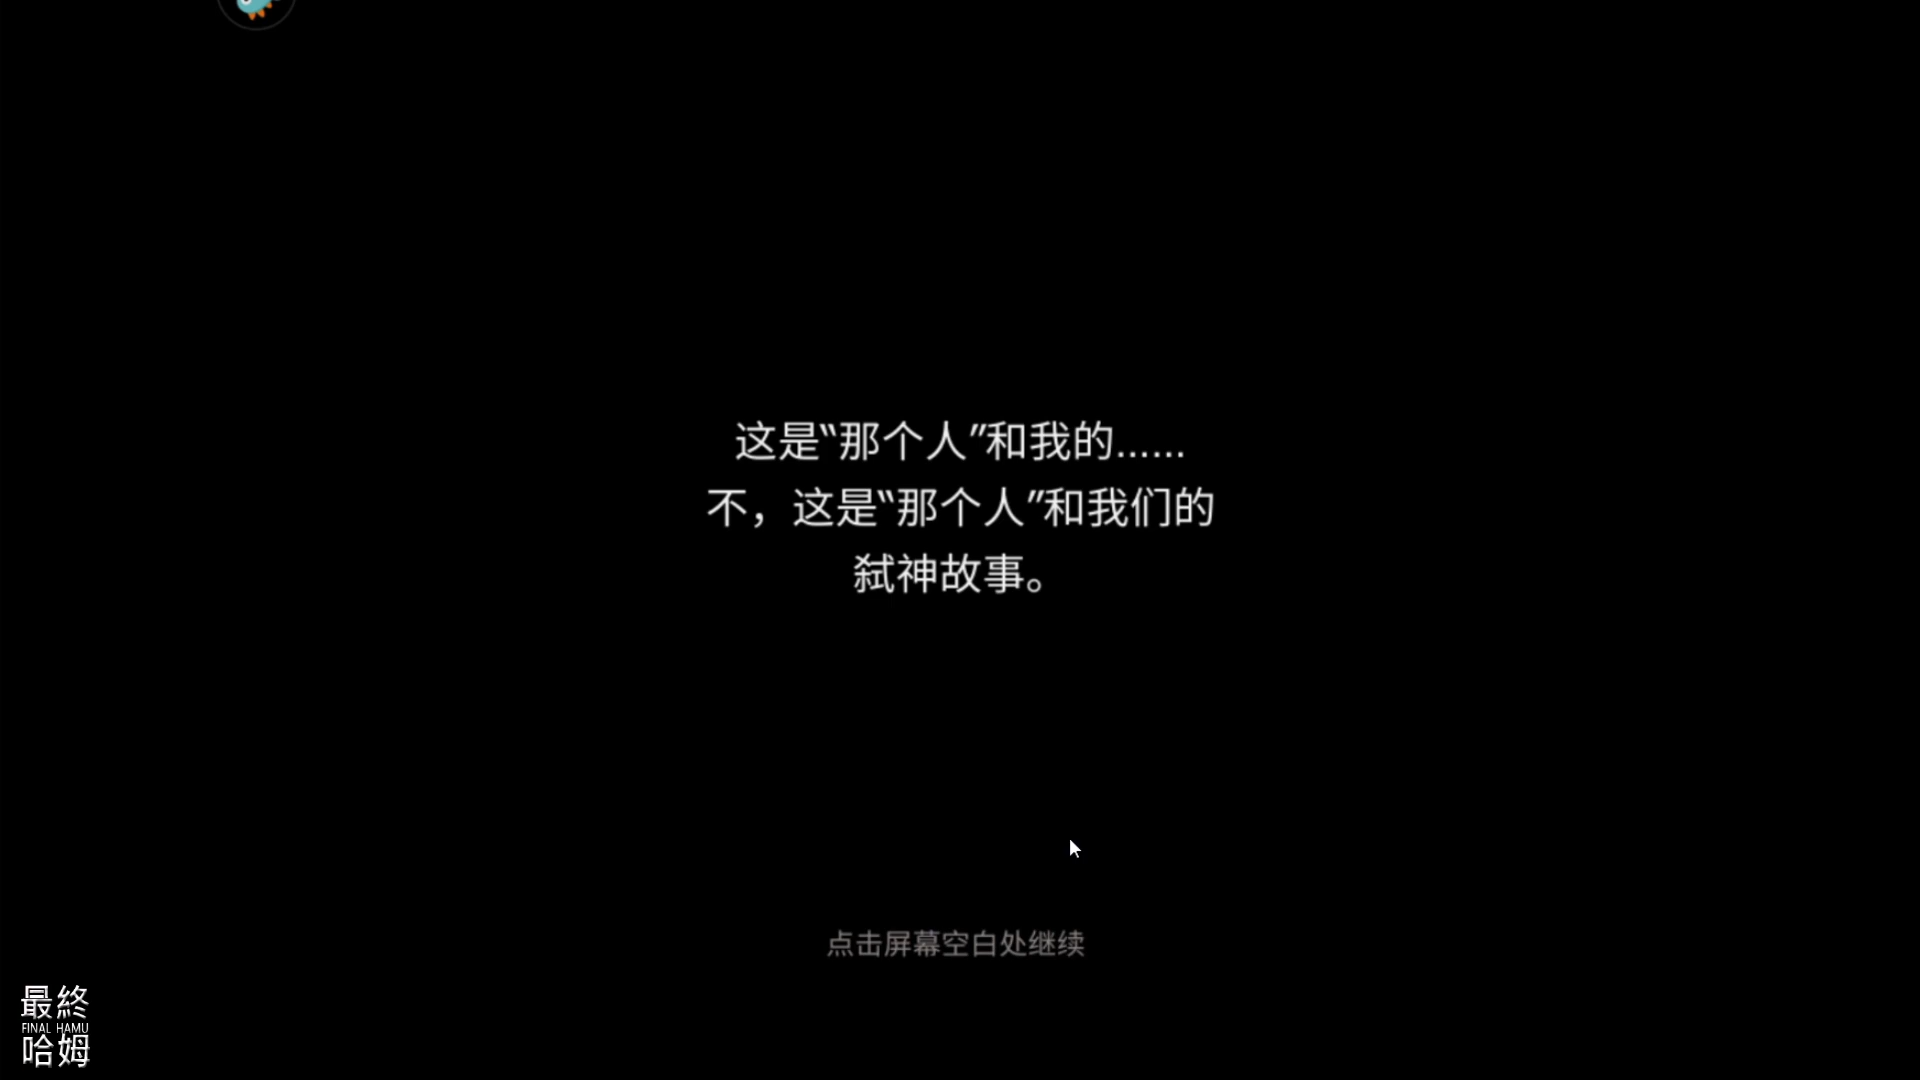 这是“那个人”和我的……
不，这是“那个人”和我们的
弑神故事。
点击屏幕空白处继续
最終
FINAL HAMU
哈姆